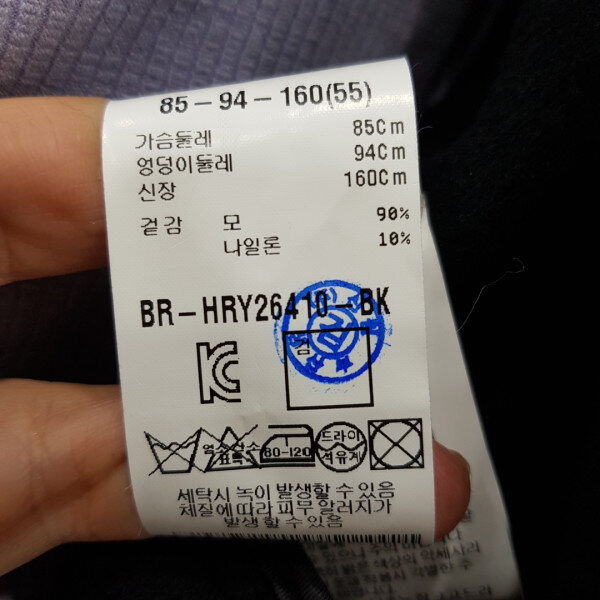 85-94-160(55)
가슴둘레 85Cm
엉덩이둘레 94Cm
신장 160Cm
겉감 모 90%
나일론 10%
BR-HRY26410-BK
검
80-120
드라이
석유계
세탁시 녹이 발생할 수 있음
체질에 따라 피부 알러지가
발생할 수 있음